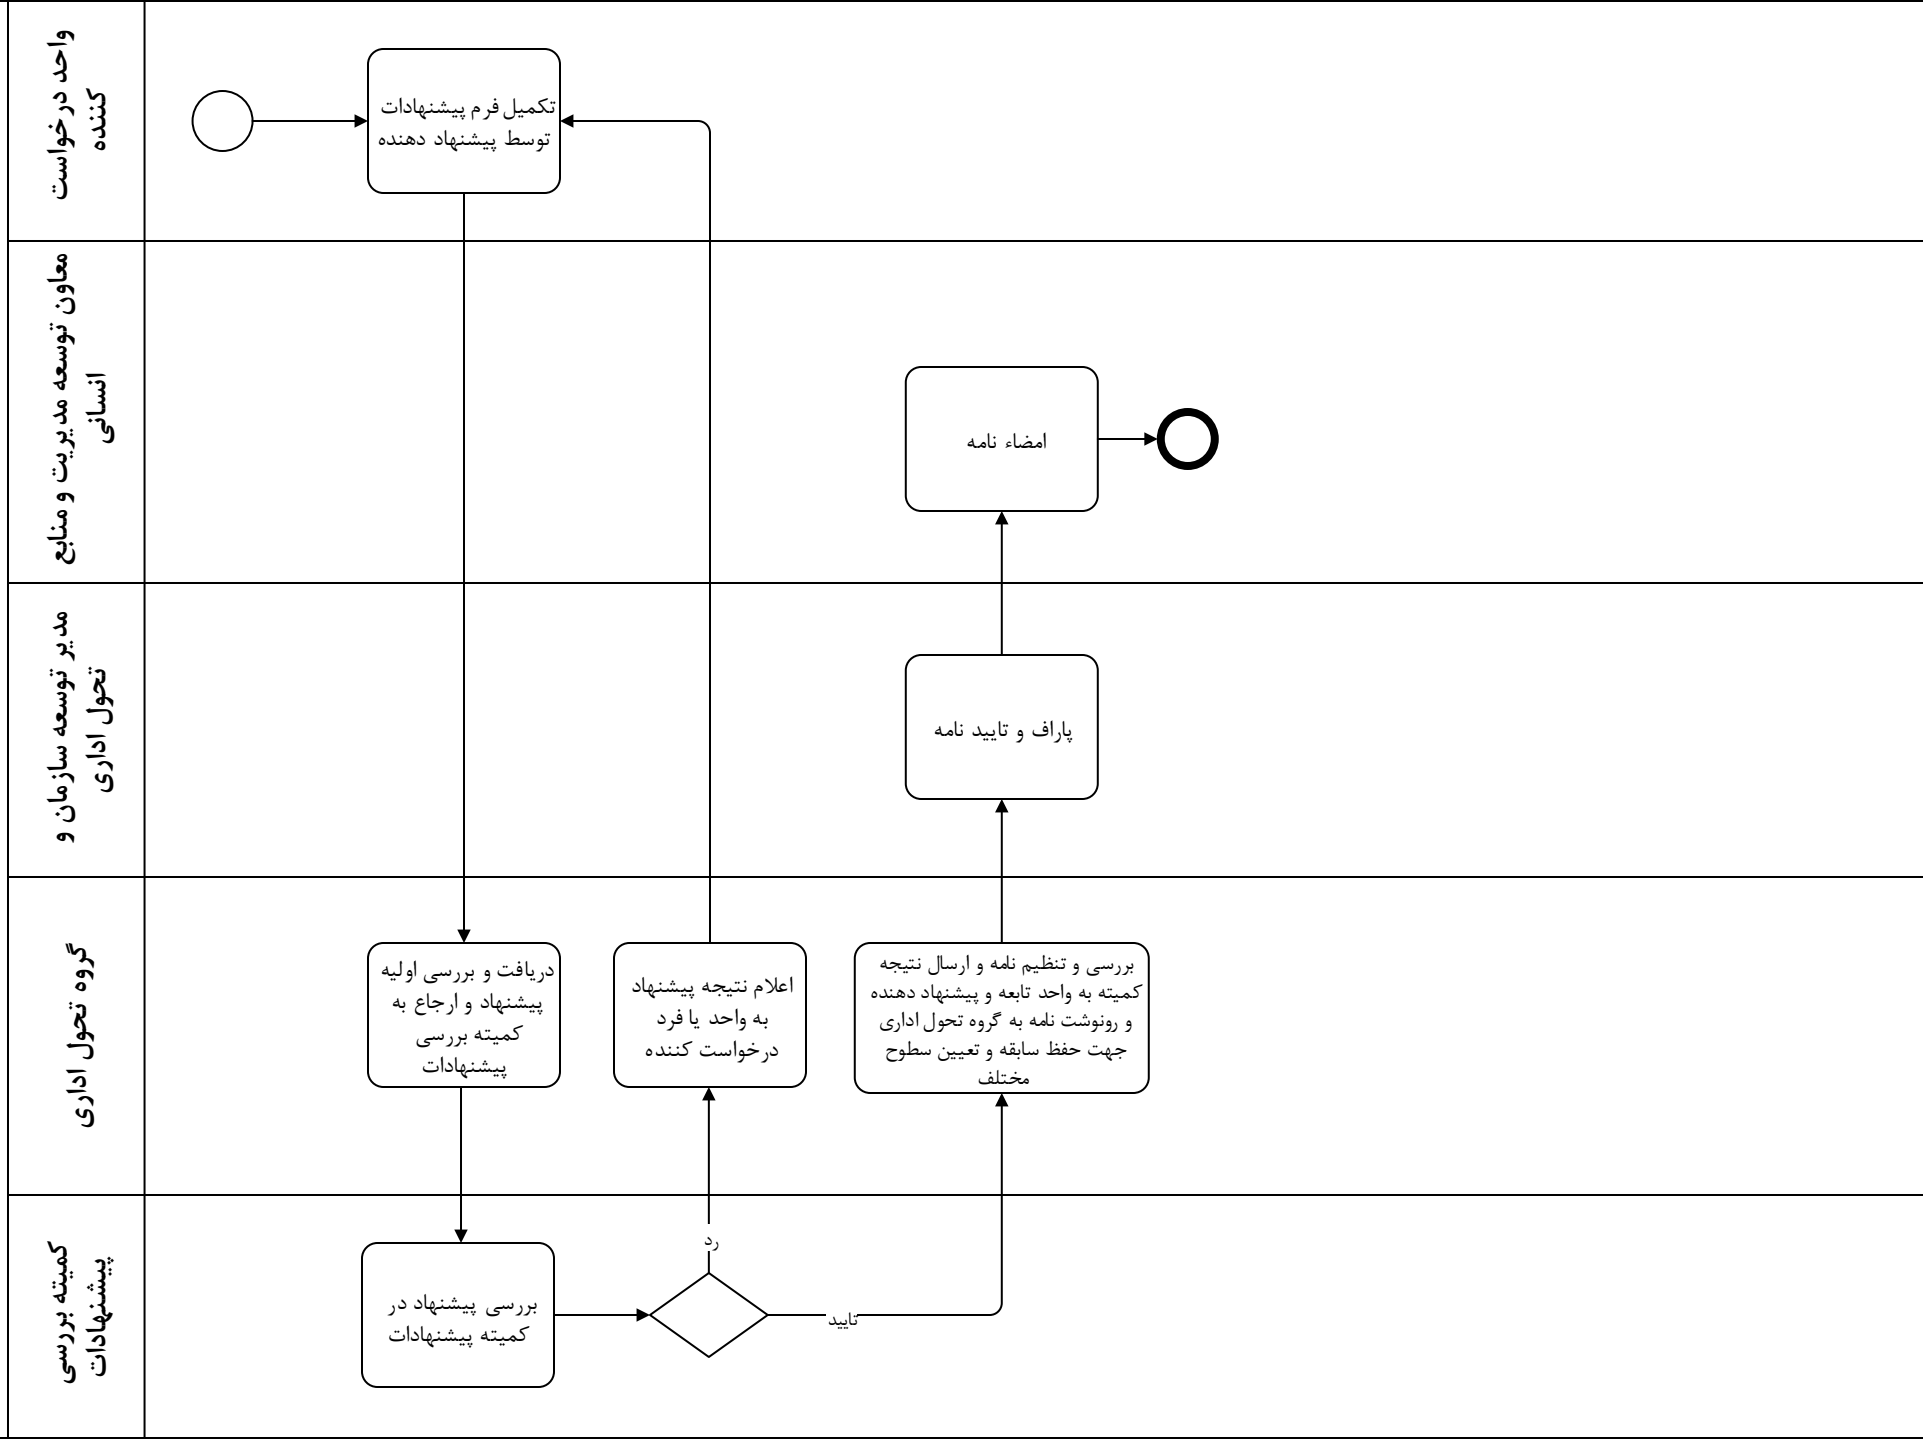 واحد درخواست
کننده
تکمیل فرم پیشنهادات
توسط پیشنهاد دهنده
معاون توسعه مدیریت و منابع
انسانی
امضاء نامه
مدیر توسعه سازمان و
تحول اداری
پاراف و تایید نامه
گروه تحول اداری
دریافت و بررسی اولیه
پیشنهاد و ارجاع به
کمیته بررسی
پیشنهادات
اعلام نتیجه پیشنهاد
به واحد یا فرد
درخواست کننده
بررسی و تنظیم نامه و ارسال نتیجه
کمیته به واحد تابعه و پیشنهاد دهنده
و رونوشت نامه به گروه تحول اداری
جهت حفظ سابقه و تعیین سطوح
مختلف
کمیته بررسی
پیشنهادات
بررسی پیشنهاد در
کمیته پیشنهادات
رد
تایید